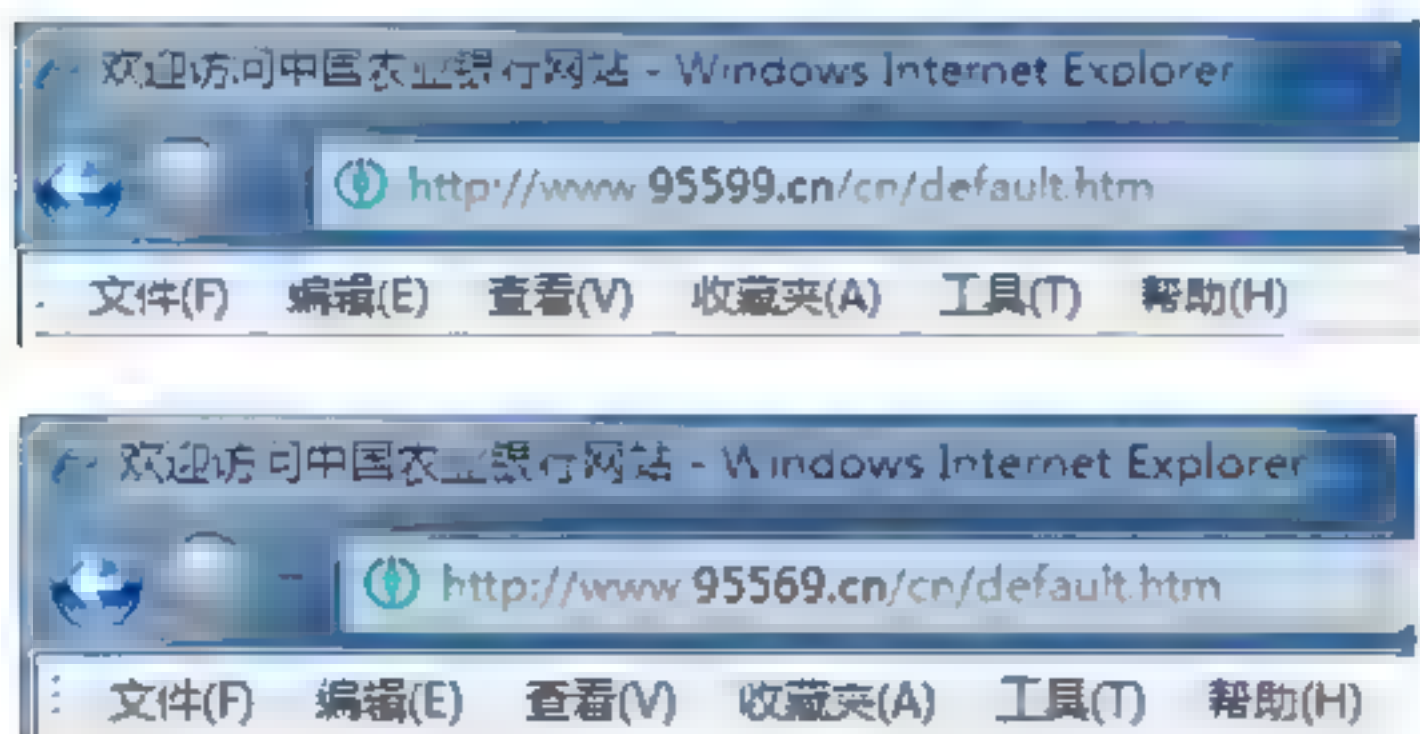 欢迎访问中国农业银行网站 - Windows Internet Explorer
http://www.95599.cn/cn/default.htm
文件(F) 编辑(E) 查看(V) 收藏夹(A) 工具(T) 帮助(H)
欢迎访问中国农业银行网站 - Windows Internet Explorer
http://www.95569.cn/cn/default.htm
文件(F) 编辑(E) 查看(V) 收藏夹(A) 工具(T) 帮助(H)